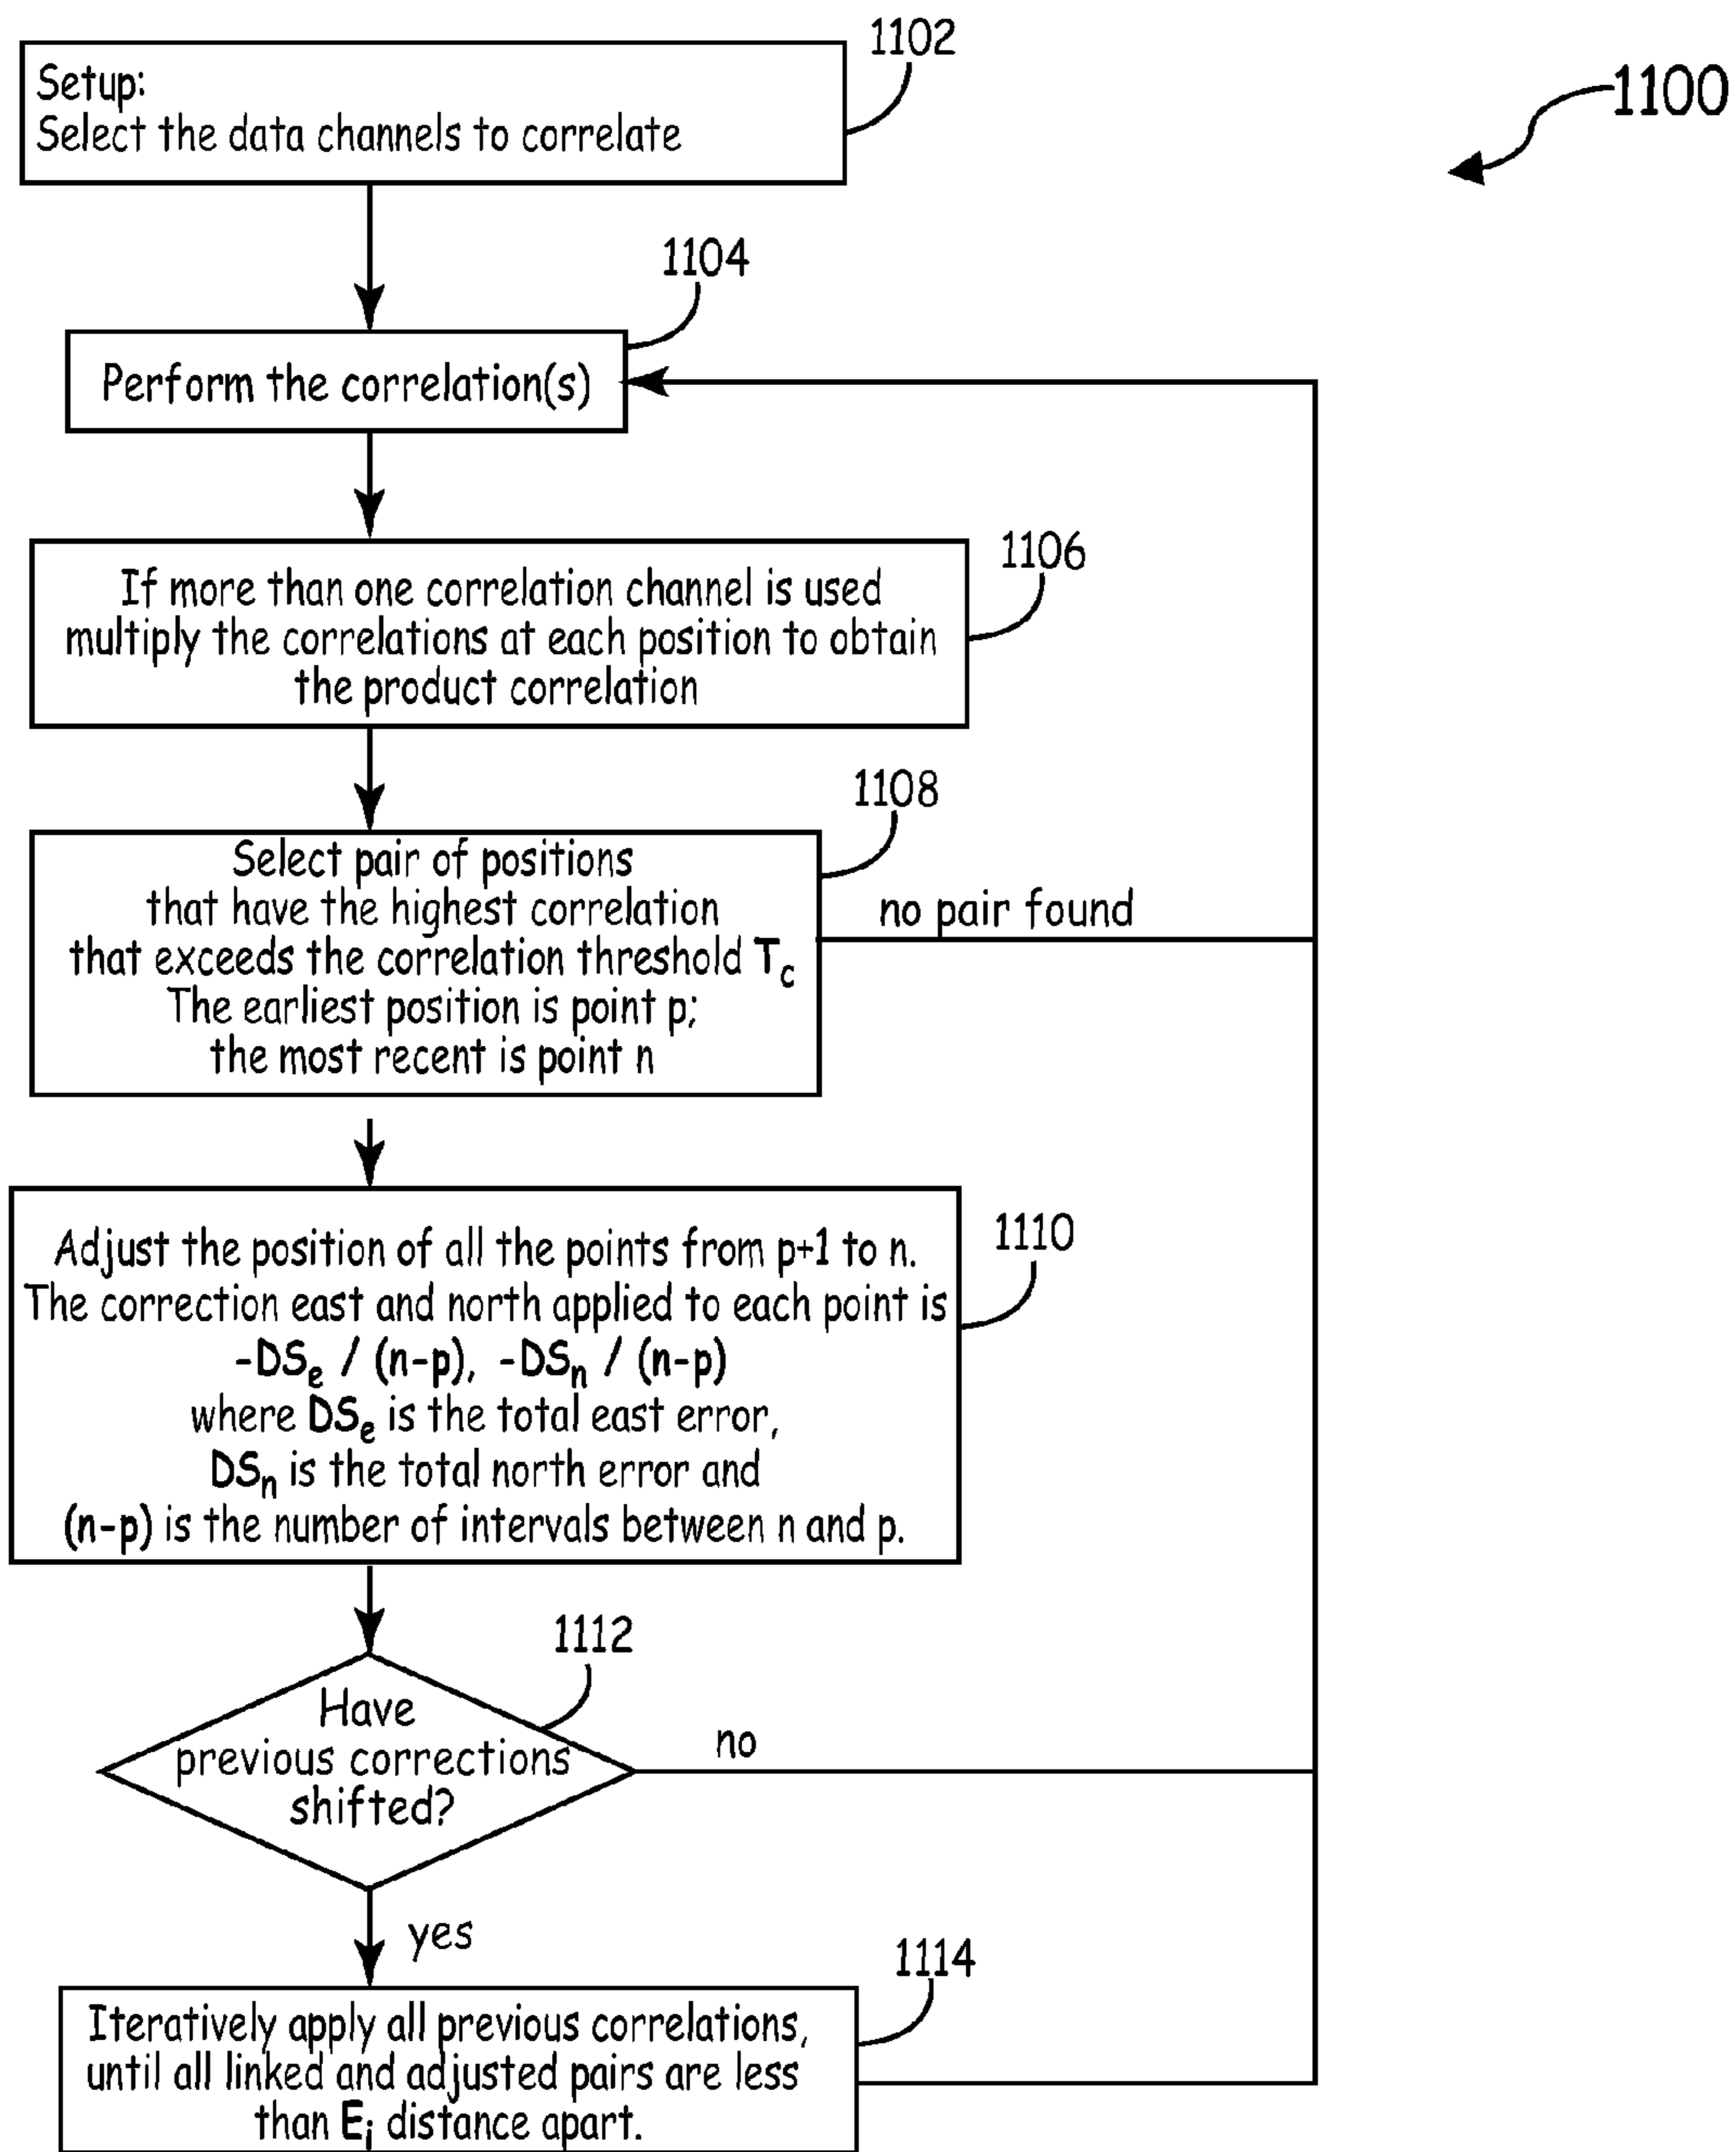 1102
Setup:
Select the data channels to correlate
1100
1104
Perform the correlation(s)
1106
If more than one correlation channel is used
multiply the correlations at each position to obtain
the product correlation
1108
Select pair of positions
that have the highest correlation
that exceeds the correlation threshold Tc
The earliest position is point p;
the most recent is point n
no pair found
1110
Adjust the position of all the points from p+1 to n.
The correction east and north applied to each point is
-DSe / (n-p), -DSn / (n-p)
where DSe is the total east error,
DSn is the total north error and
(n-p) is the number of intervals between n and p.
1112
Have
previous corrections
shifted?
no
yes
1114
Iteratively apply all previous correlations,
until all linked and adjusted pairs are less
than Ei distance apart.